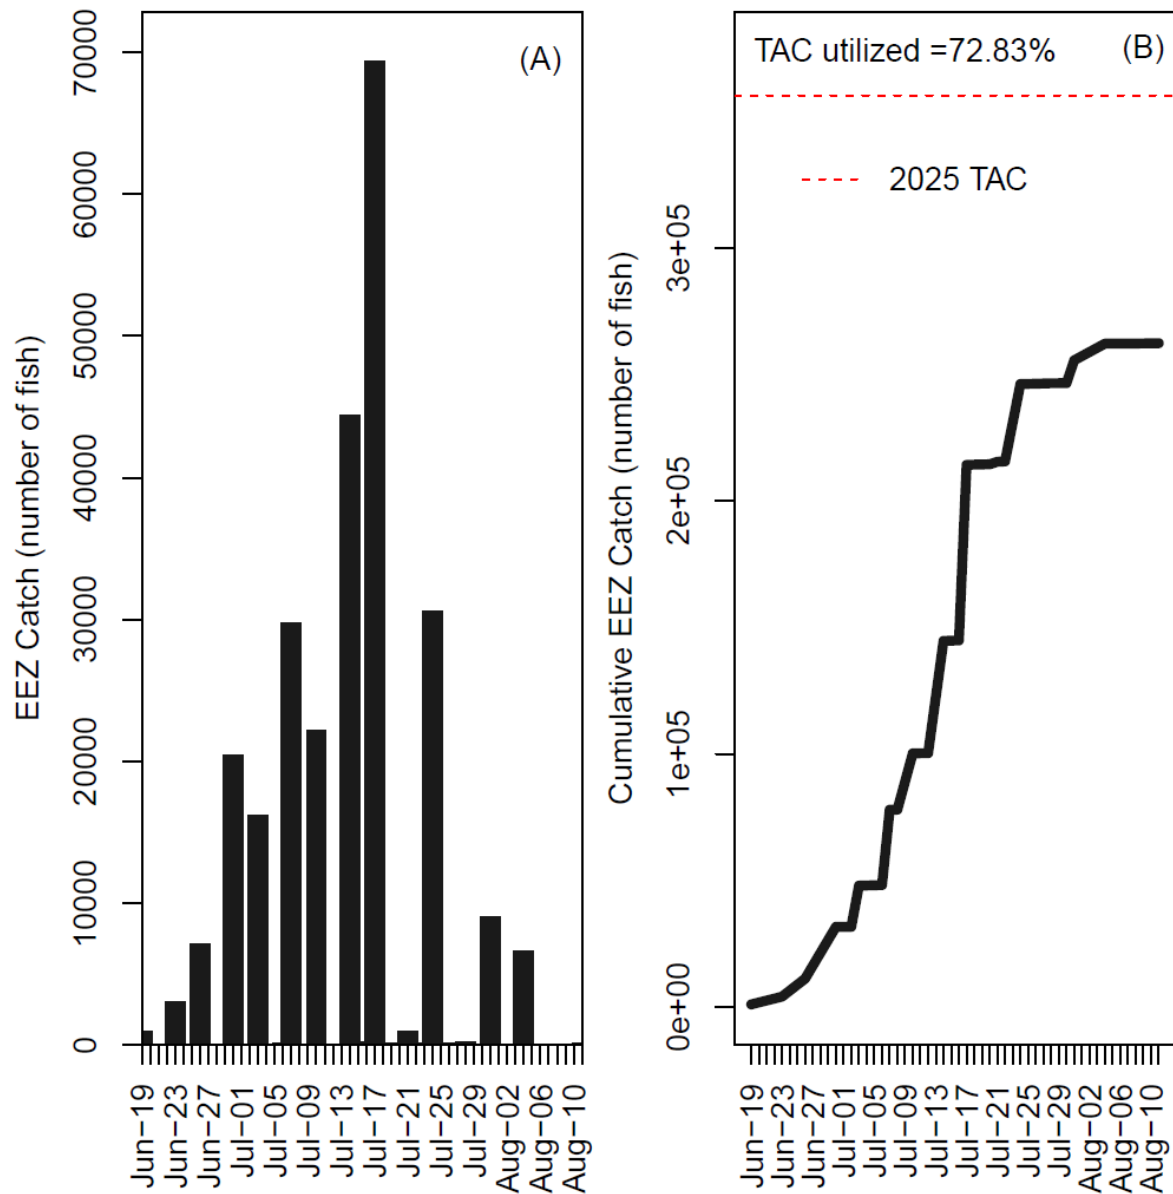 EEZ Catch (number of fish)
70000
60000
50000
40000
30000
20000
10000
0
(A)
Jun−19
Jun−23
Jun−27
Jul−01
Jul−05
Jul−09
Jul−13
Jul−17
Jul−21
Jul−25
Jul−29
Aug−02
Aug−06
Aug−10
Cumulative EEZ Catch (number of fish)
3e+05
2e+05
1e+05
0e+00
TAC utilized =72.83%
(B)
2025 TAC
Jun−19
Jun−23
Jun−27
Jul−01
Jul−05
Jul−09
Jul−13
Jul−17
Jul−21
Jul−25
Jul−29
Aug−02
Aug−06
Aug−10